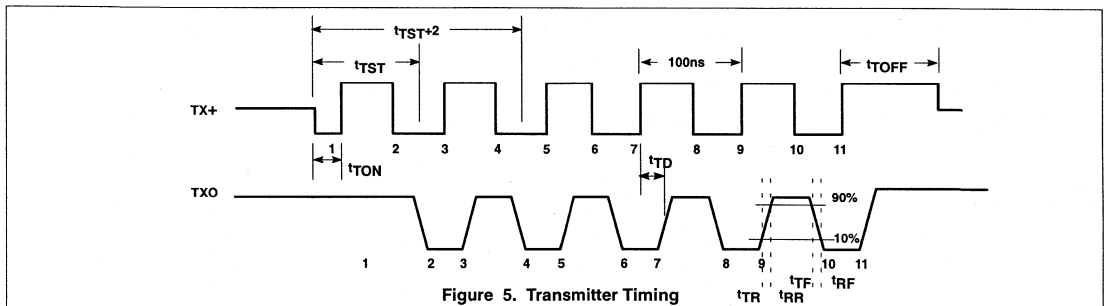 tTST+2
tTST
100ns
tTOFF
TX+
1 2 3 4 5 6 7 8 9 10 11
tTON
tTD
TXO
90%
10%
1 2 3 4 5 6 7 8 9 10 11
tTF tRF
tTR tRR
Figure 5. Transmitter Timing